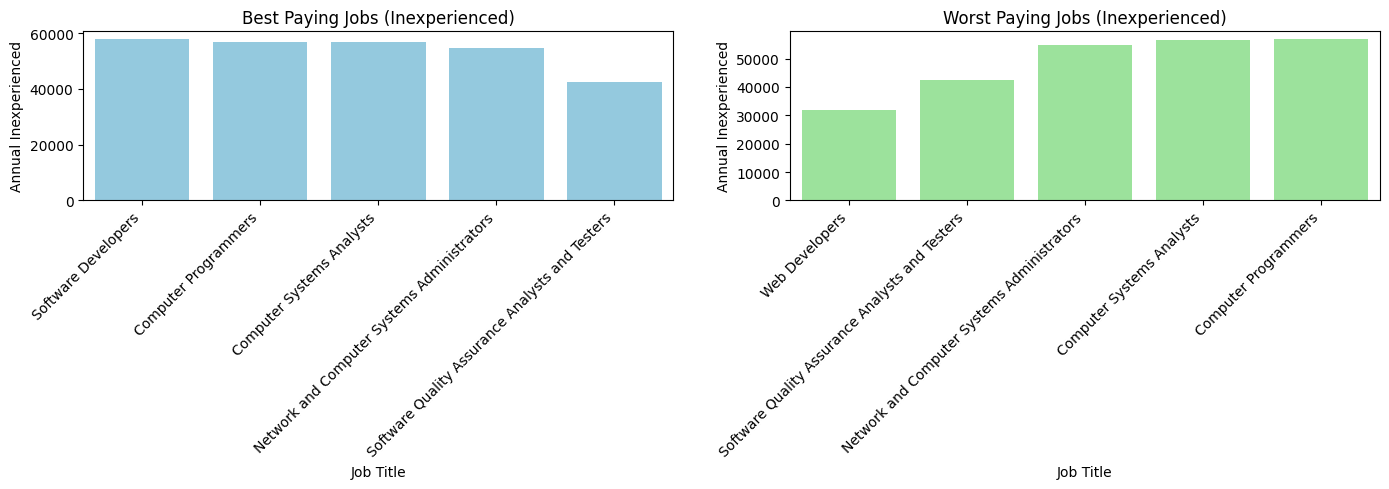 Best Paying Jobs (Inexperienced)
Annual Inexperienced
60000
40000
20000
0
Software Developers
Computer Programmers
Computer Systems Analysts
Network and Computer Systems Administrators
Software Quality Assurance Analysts and Testers
Job Title
Worst Paying Jobs (Inexperienced)
Annual Inexperienced
50000
40000
30000
20000
10000
0
Web Developers
Software Quality Assurance Analysts and Testers
Network and Computer Systems Administrators
Computer Systems Analysts
Computer Programmers
Job Title